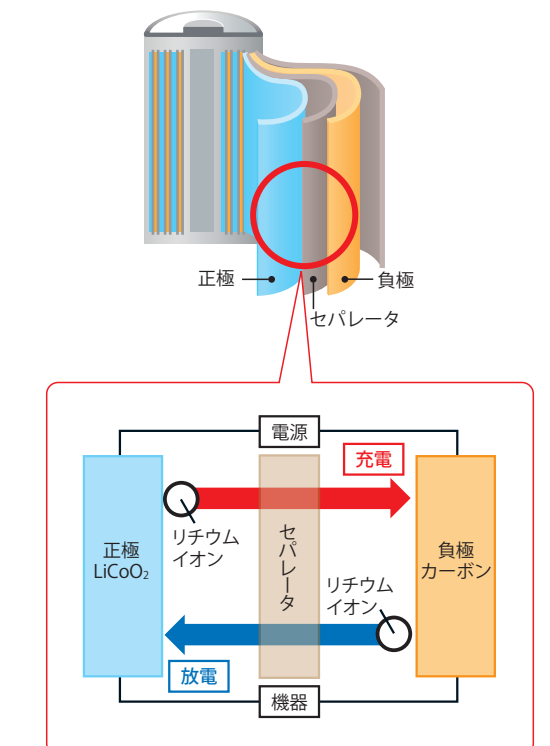 正極
負極
セパレータ
電源
充電
リチウム
イオン
正極
LiCoO₂
セパレータ
負極
カーボン
リチウム
イオン
放電
機器